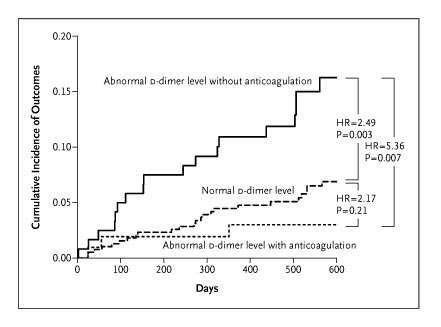 Cumulative Incidence of Outcomes
0.20
0.15
0.10
0.05
0.00
Abnormal D-dimer level without anticoagulation
Normal D-dimer level
Abnormal D-dimer level with anticoagulation
HR=2.49
P=0.003
HR=5.36
P=0.007
HR=2.17
P=0.21
0
100
200
300
400
500
600
Days